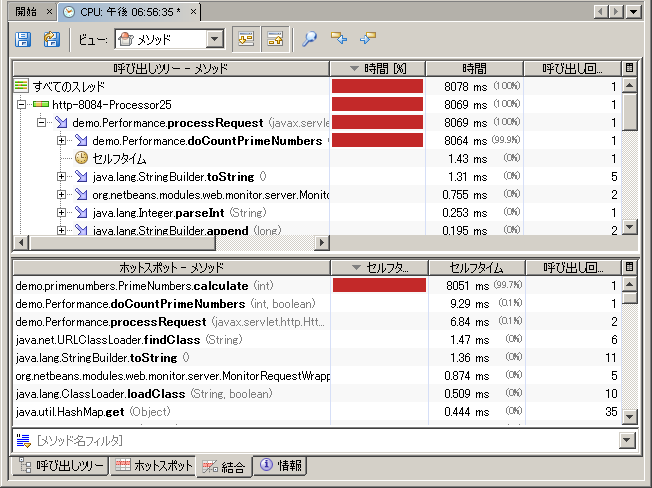 開始 × CPU: 午後 06:56:35 * ×
ビュー: メソッド
呼び出しツリー - メソッド 時間 [%] 時間 呼び出し回...
すべてのスレッド 8078 ms (100%) 1
http-8084-Processor25 8069 ms (100%) 1
demo.Performance.processRequest (javax.servle 8069 ms (100%) 1
demo.Performance.doCountPrimeNumbers 8064 ms (99.9%) 1
セルフタイム 1.43 ms (0%) 1
java.lang.StringBuilder.toString () 1.31 ms (0%) 5
org.netbeans.modules.web.monitor.server.Monito 0.755 ms (0%) 2
java.lang.Integer.parseInt (String) 0.253 ms (0%) 1
java.lang.StringBuilder.append (long) 0.195 ms (0%) 2
ホットスポット - メソッド セルフタ... セルフタイム 呼び出し回...
demo.primenumbers.PrimeNumbers.calculate (int) 8051 ms (99.7%) 1
demo.Performance.doCountPrimeNumbers (int, boolean) 9.29 ms (0.1%) 1
demo.Performance.processRequest (javax.servlet.http.Htt... 6.84 ms (0.1%) 2
java.net.URLClassLoader.findClass (String) 1.47 ms (0%) 6
java.lang.StringBuilder.toString () 1.36 ms (0%) 11
org.netbeans.modules.web.monitor.server.MonitorRequestWrapp 0.874 ms (0%) 5
java.lang.ClassLoader.loadClass (String, boolean) 0.509 ms (0%) 10
java.util.HashMap.get (Object) 0.444 ms (0%) 35
[メソッド名フィルタ]
呼び出しツリー ホットスポット 結合 情報